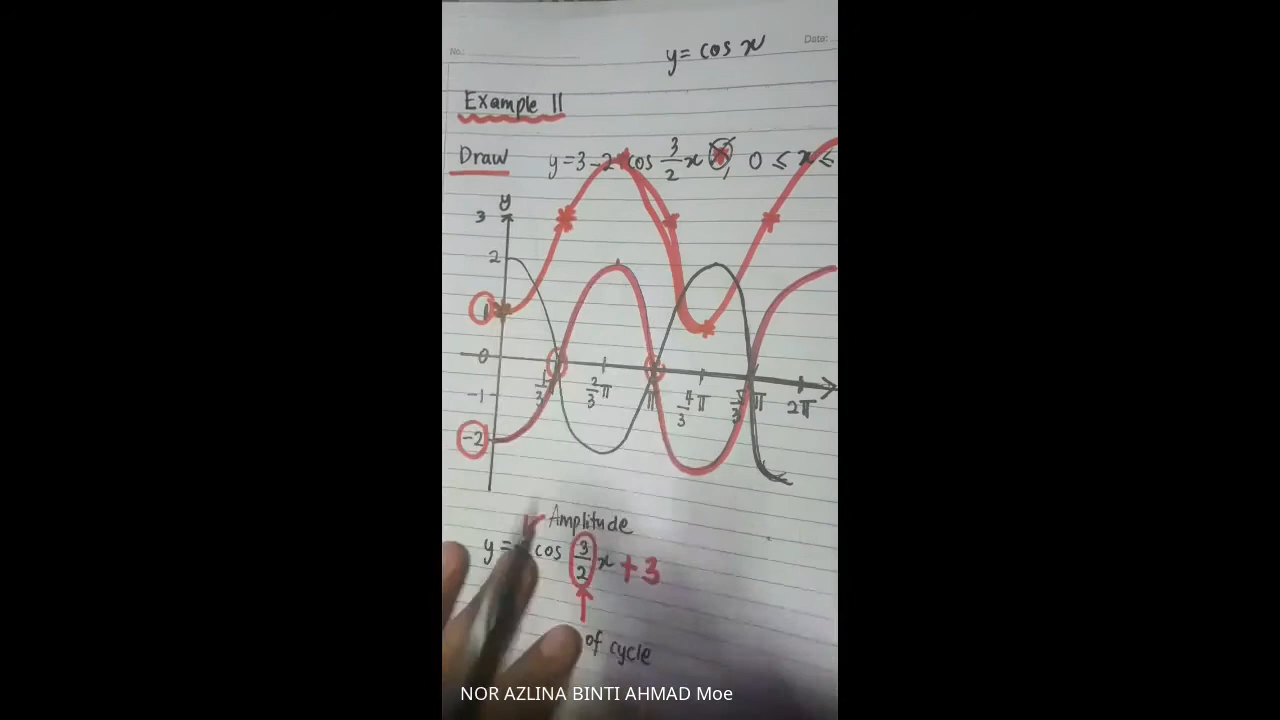 No.:
Date:
y = cos x
Example 11
Draw y = 3 - 2 cos 3/2 x , 0 ≤ x ≤
y
3
2
1
0
-1
-2
1/3 2/3 π π 4/3 π 5/3 π 2π
Amplitude
y = cos 3/2 x + 3
of cycle
NOR AZLINA BINTI AHMAD Moe